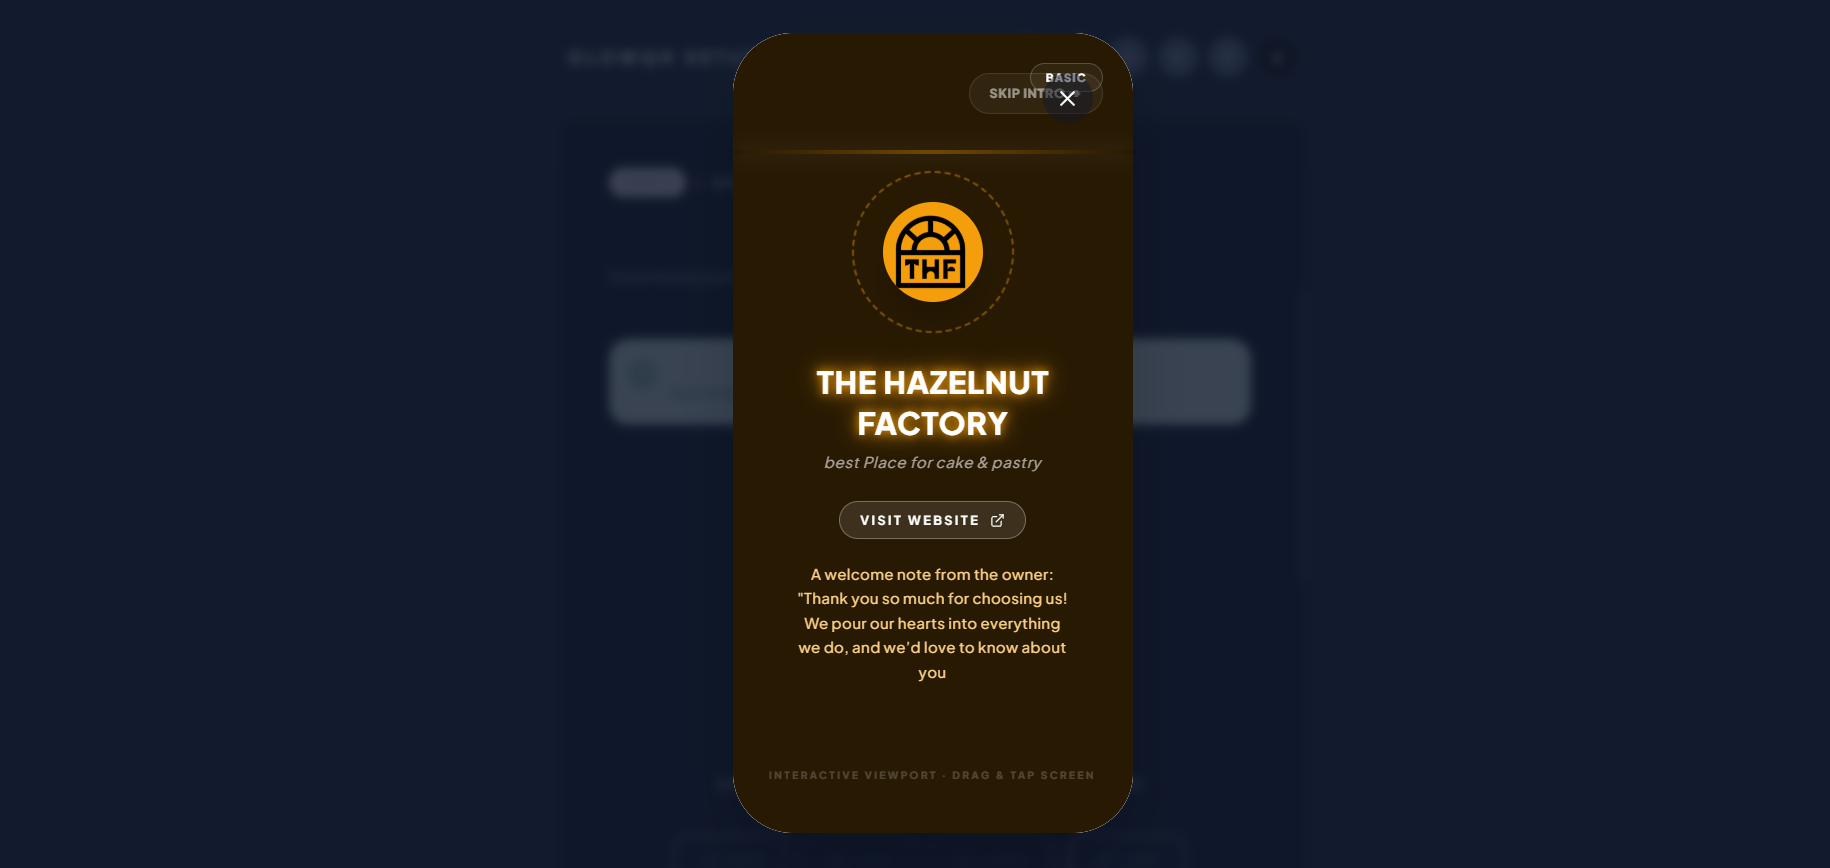 BASIC
SKIP INTRO
THF
THE HAZELNUT
FACTORY
best Place for cake & pastry
VISIT WEBSITE
A welcome note from the owner:
"Thank you so much for choosing us!
We pour our hearts into everything
we do, and we'd love to know about
you
INTERACTIVE VIEWPORT · DRAG & TAP SCREEN